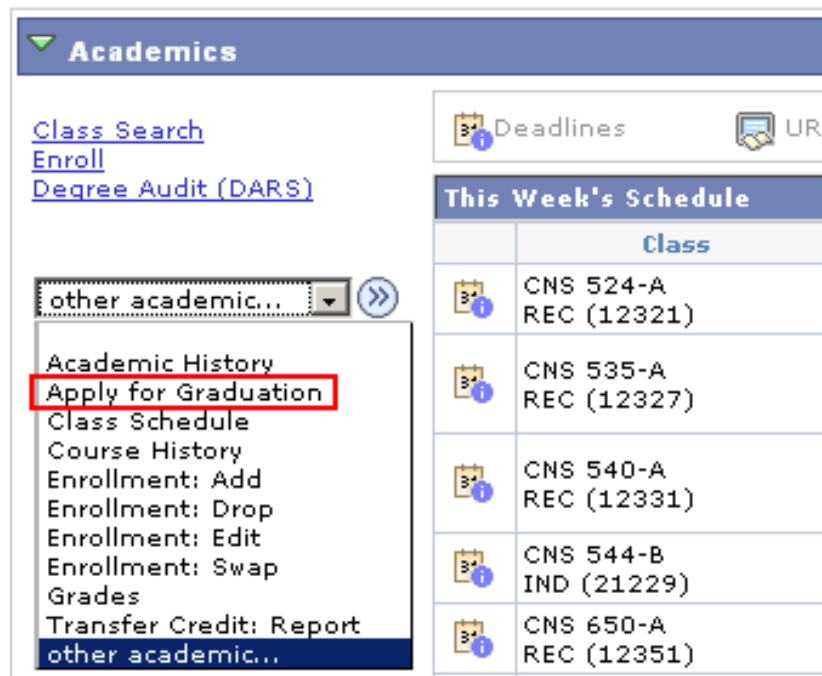 Academics
Class Search
Enroll
Degree Audit (DARS)
other academic...
Academic History
Apply for Graduation
Class Schedule
Course History
Enrollment: Add
Enrollment: Drop
Enrollment: Edit
Enrollment: Swap
Grades
Transfer Credit: Report
other academic...
Deadlines
UR
This Week's Schedule
Class
CNS 524-A
REC (12321)
CNS 535-A
REC (12327)
CNS 540-A
REC (12331)
CNS 544-B
IND (21229)
CNS 650-A
REC (12351)